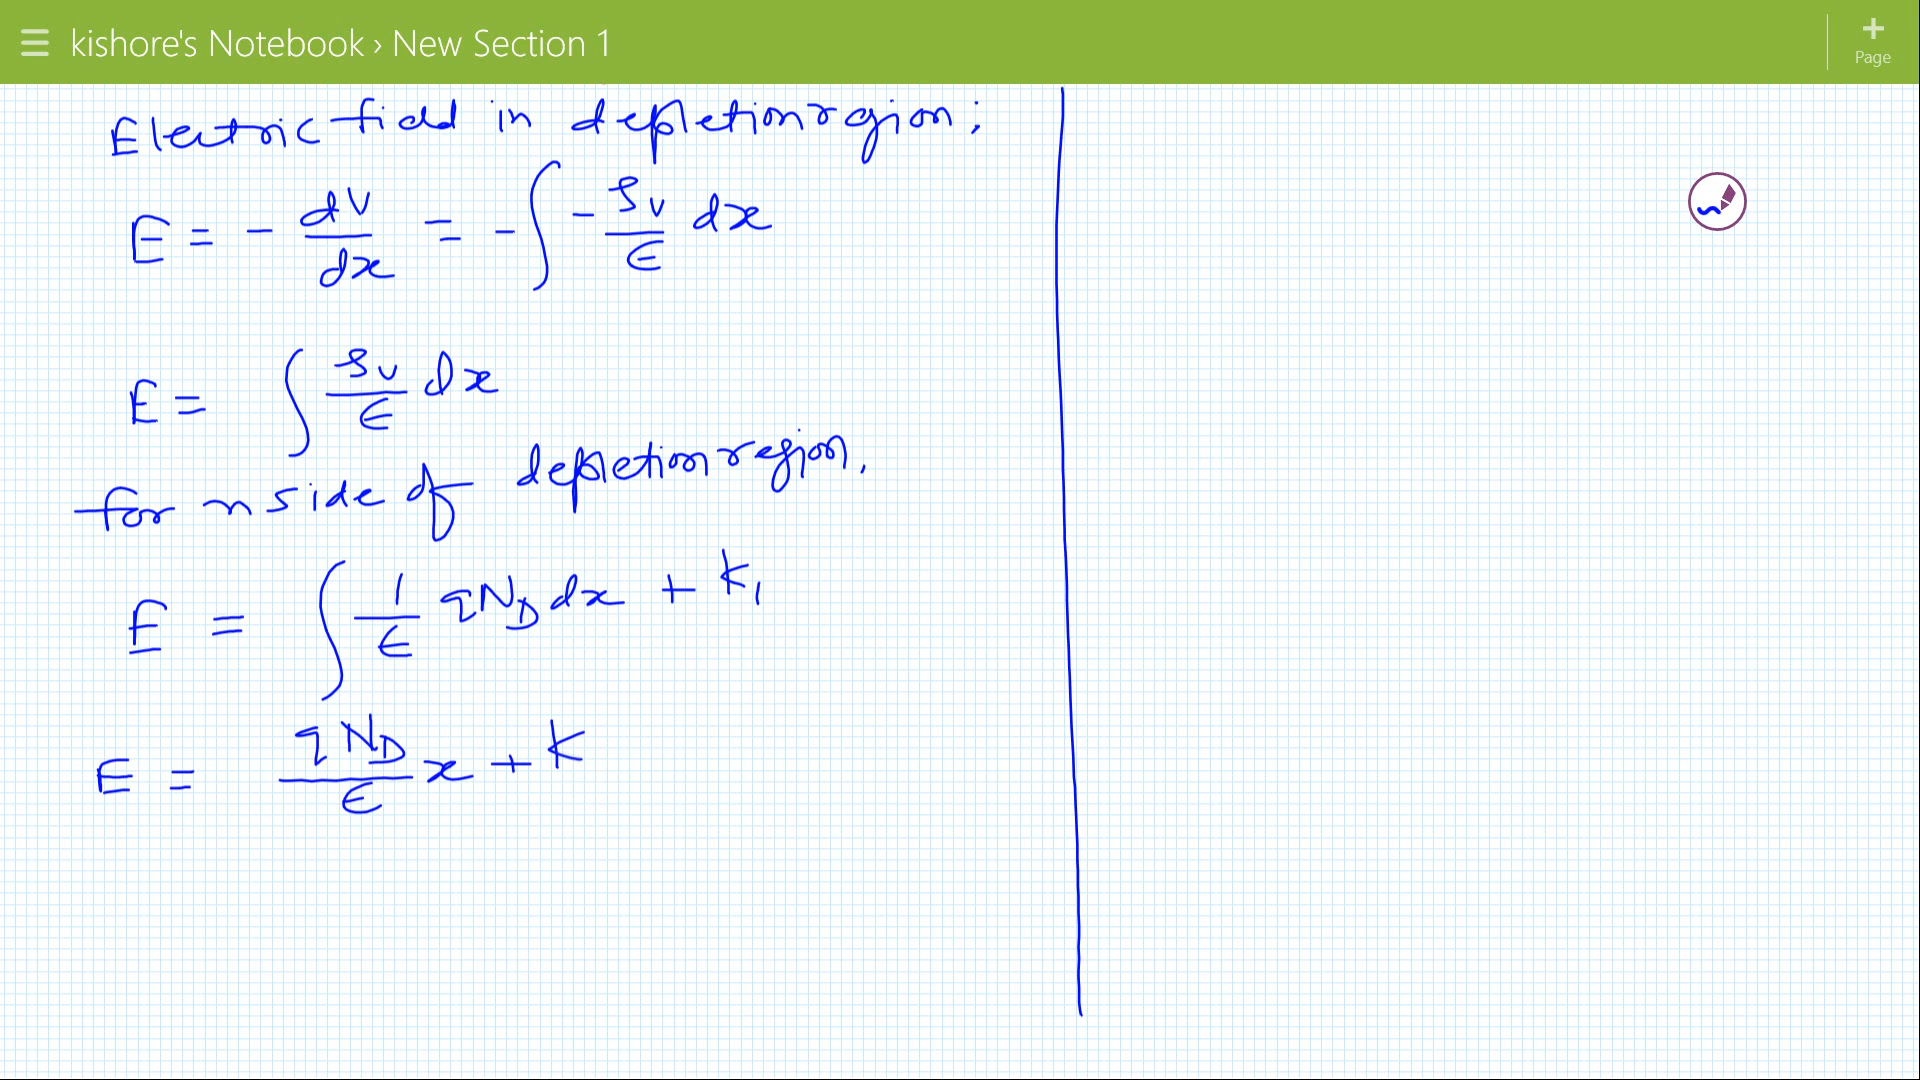 kishore's Notebook › New Section 1
+
Page
Electric field in depletion region:
E = - dV/dx = - ∫ - ρv/ϵ dx
E = ∫ ρv/ϵ dx
for n side of depletion region.
E = ∫ 1/ϵ qND dx + k1
E = qND/ϵ x + k